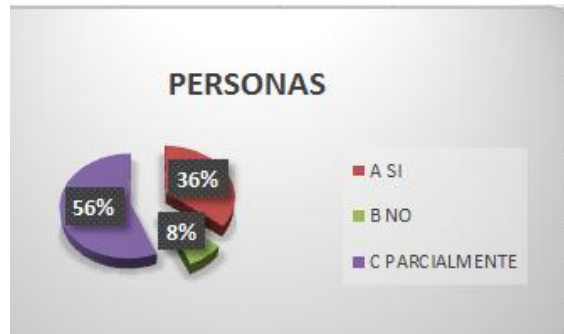 PERSONAS
36%
56%
8%
A SI
B NO
C PARCIALMENTE